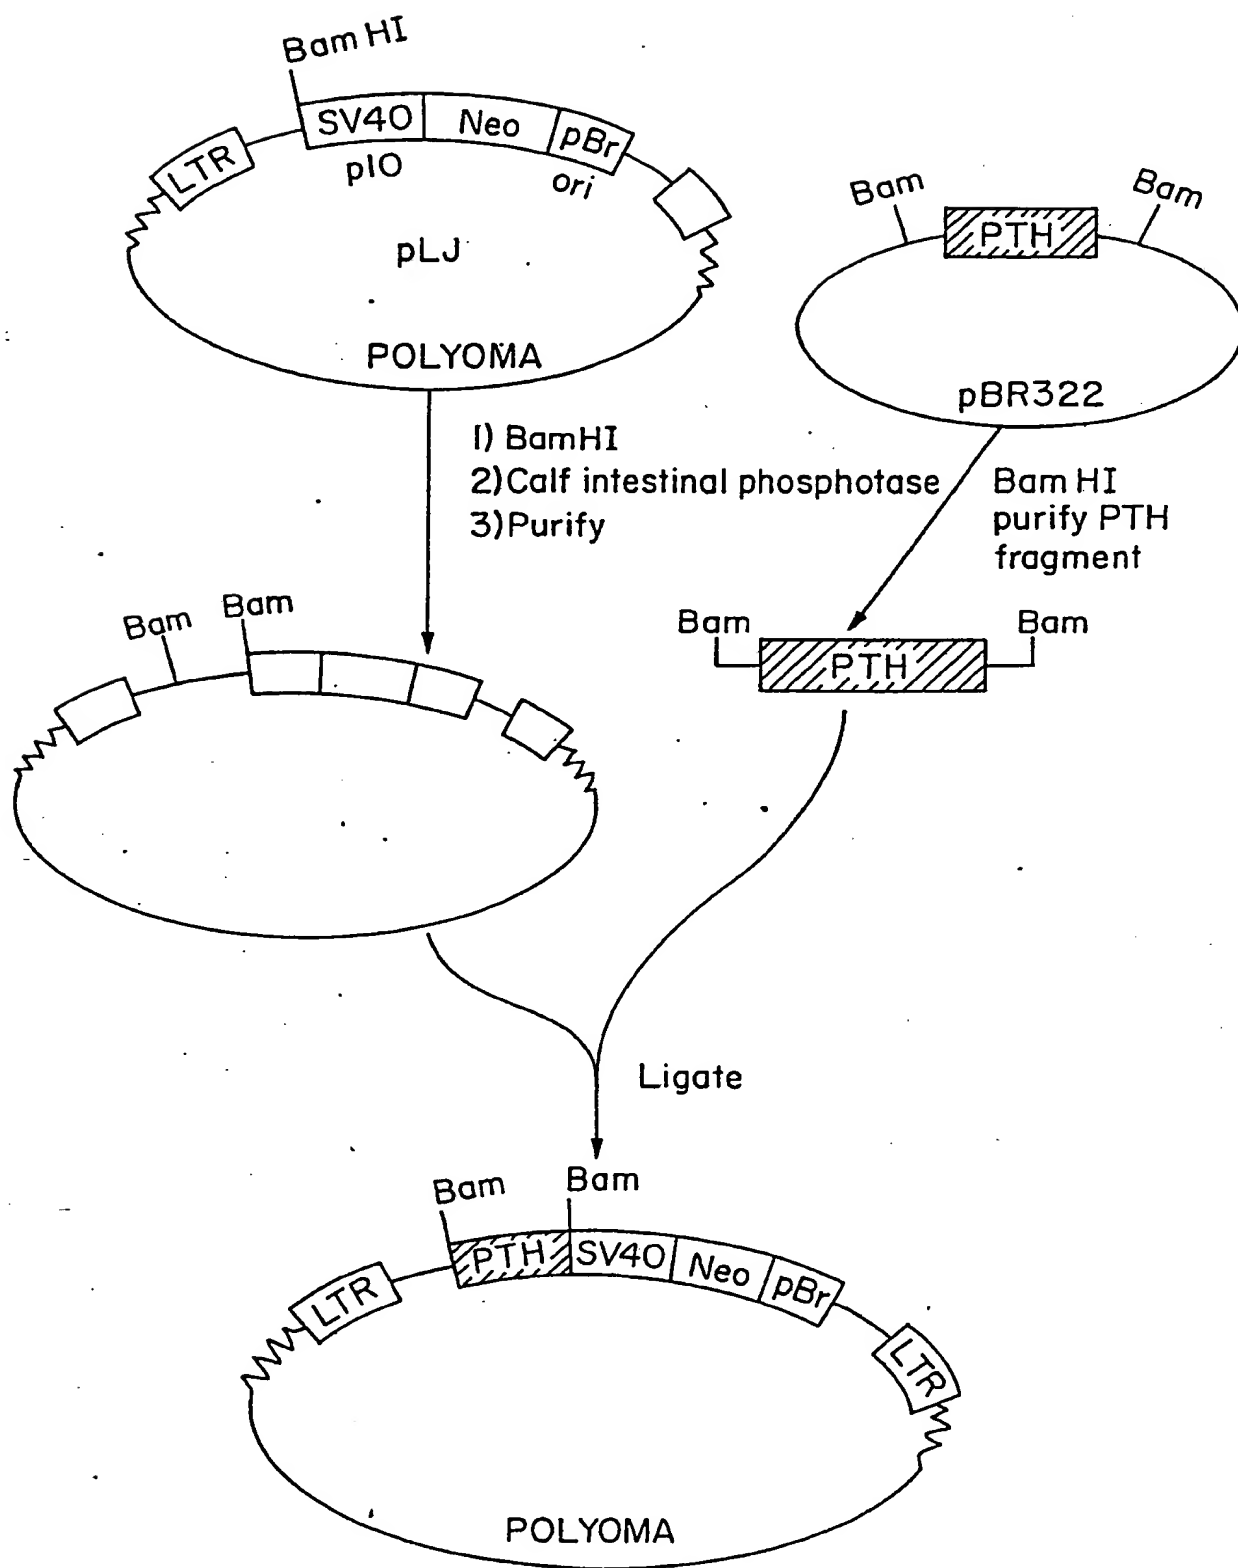 Bam HI
SV40
Neo
pBr
LTR
pIO
ori
pLJ
POLYOMA
Bam
Bam
PTH
pBR322
1) BamHI
2) Calf intestinal phosphotase
3) Purify
Bam HI
purify PTH
fragment
Bam
Bam
Bam
Bam
PTH
Ligate
Bam
Bam
PTH
SV40
Neo
pBr
LTR
LTR
POLYOMA